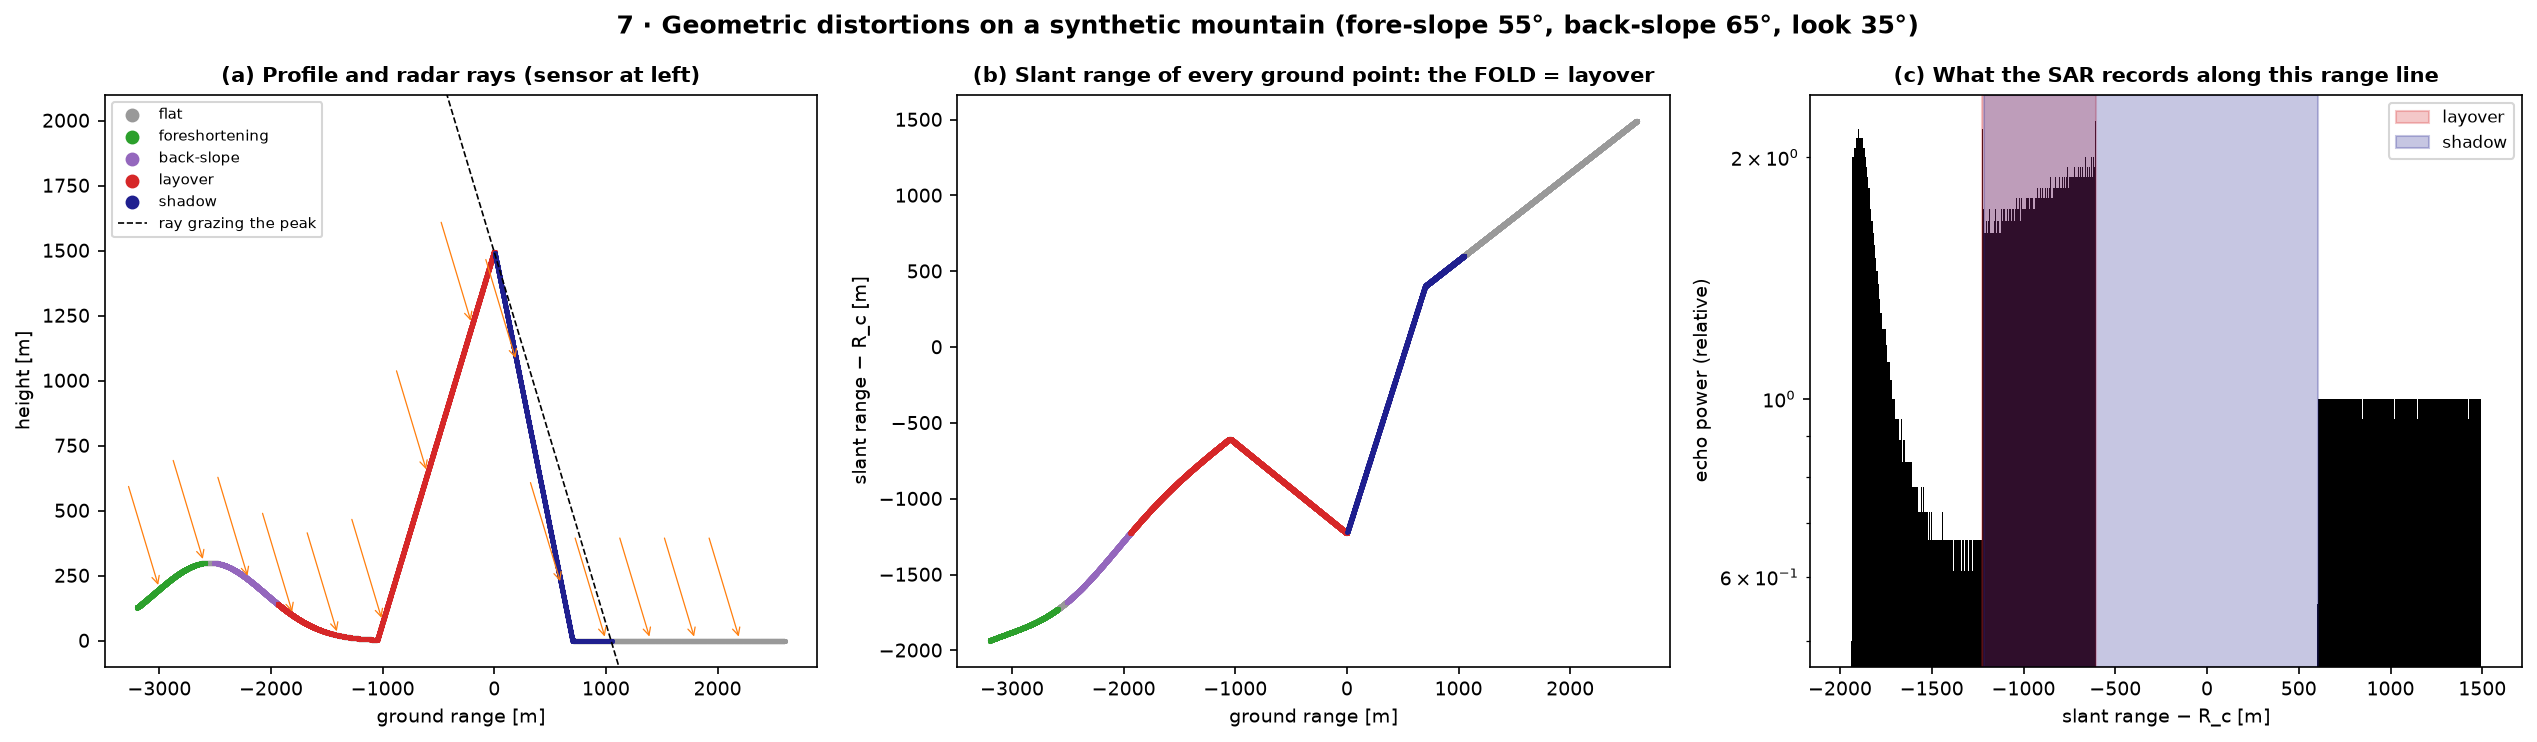 7 · Geometric distortions on a synthetic mountain (fore-slope 55°, back-slope 65°, look 35°)
(a) Profile and radar rays (sensor at left)
flat
foreshortening
back-slope
layover
shadow
ray grazing the peak
2000
1750
1500
1250
1000
750
500
250
0
height [m]
−3000 −2000 −1000 0 1000 2000
ground range [m]
(b) Slant range of every ground point: the FOLD = layover
1500
1000
500
0
−500
−1000
−1500
−2000
slant range − R_c [m]
−3000 −2000 −1000 0 1000 2000
ground range [m]
(c) What the SAR records along this range line
layover
shadow
2 × 10⁰
10⁰
6 × 10⁻¹
echo power (relative)
−2000 −1500 −1000 −500 0 500 1000 1500
slant range − R_c [m]